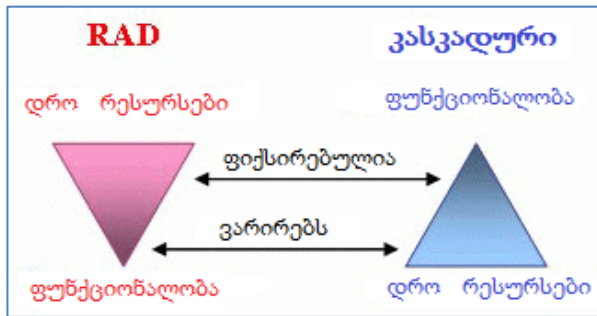 RAD კასკადური
დრო რესურსები ფუნქციონალობა
ფიქსირებულია
ვარირებს
ფუნქციონალობა დრო რესურსები